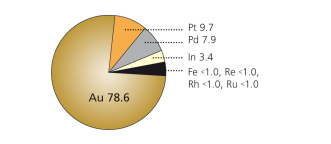 Pt 9.7
Pd 7.9
In 3.4
Fe <1.0, Re <1.0,
Rh <1.0, Ru <1.0
Au 78.6